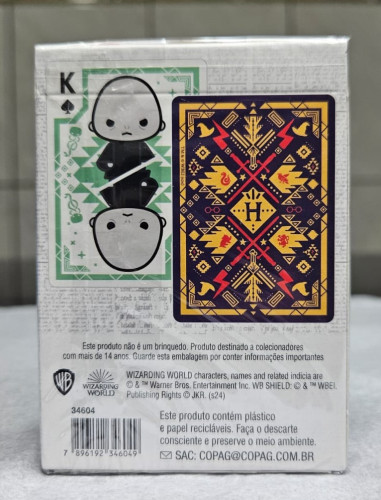 K
H
Este produto não é um brinquedo. Produto destinado a colecionadores
com mais de 14 anos. Guarde esta embalagem por conter informações importantes
WB
WIZARDING
WORLD
WIZARDING WORLD characters, names and related indicia are
© & ™ Warner Bros. Entertainment Inc. WB SHIELD: © & ™ WBEI.
Publishing Rights © JKR. (s24)
34604
7 896192 346049
Este produto contém plástico
e papel recicláveis. Faça o descarte
consciente e preserve o meio ambiente.
SAC: COPAG@COPAG.COM.BR